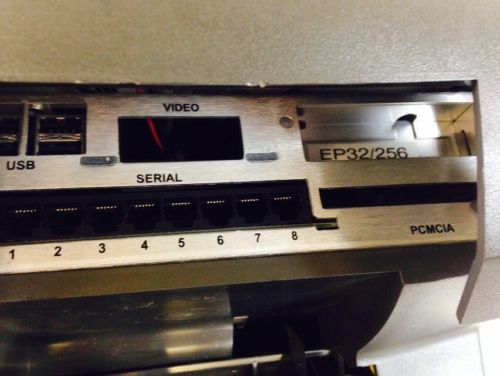 VIDEO
USB
EP32/256
SERIAL
1 2 3 4 5 6 7 8
PCMCIA